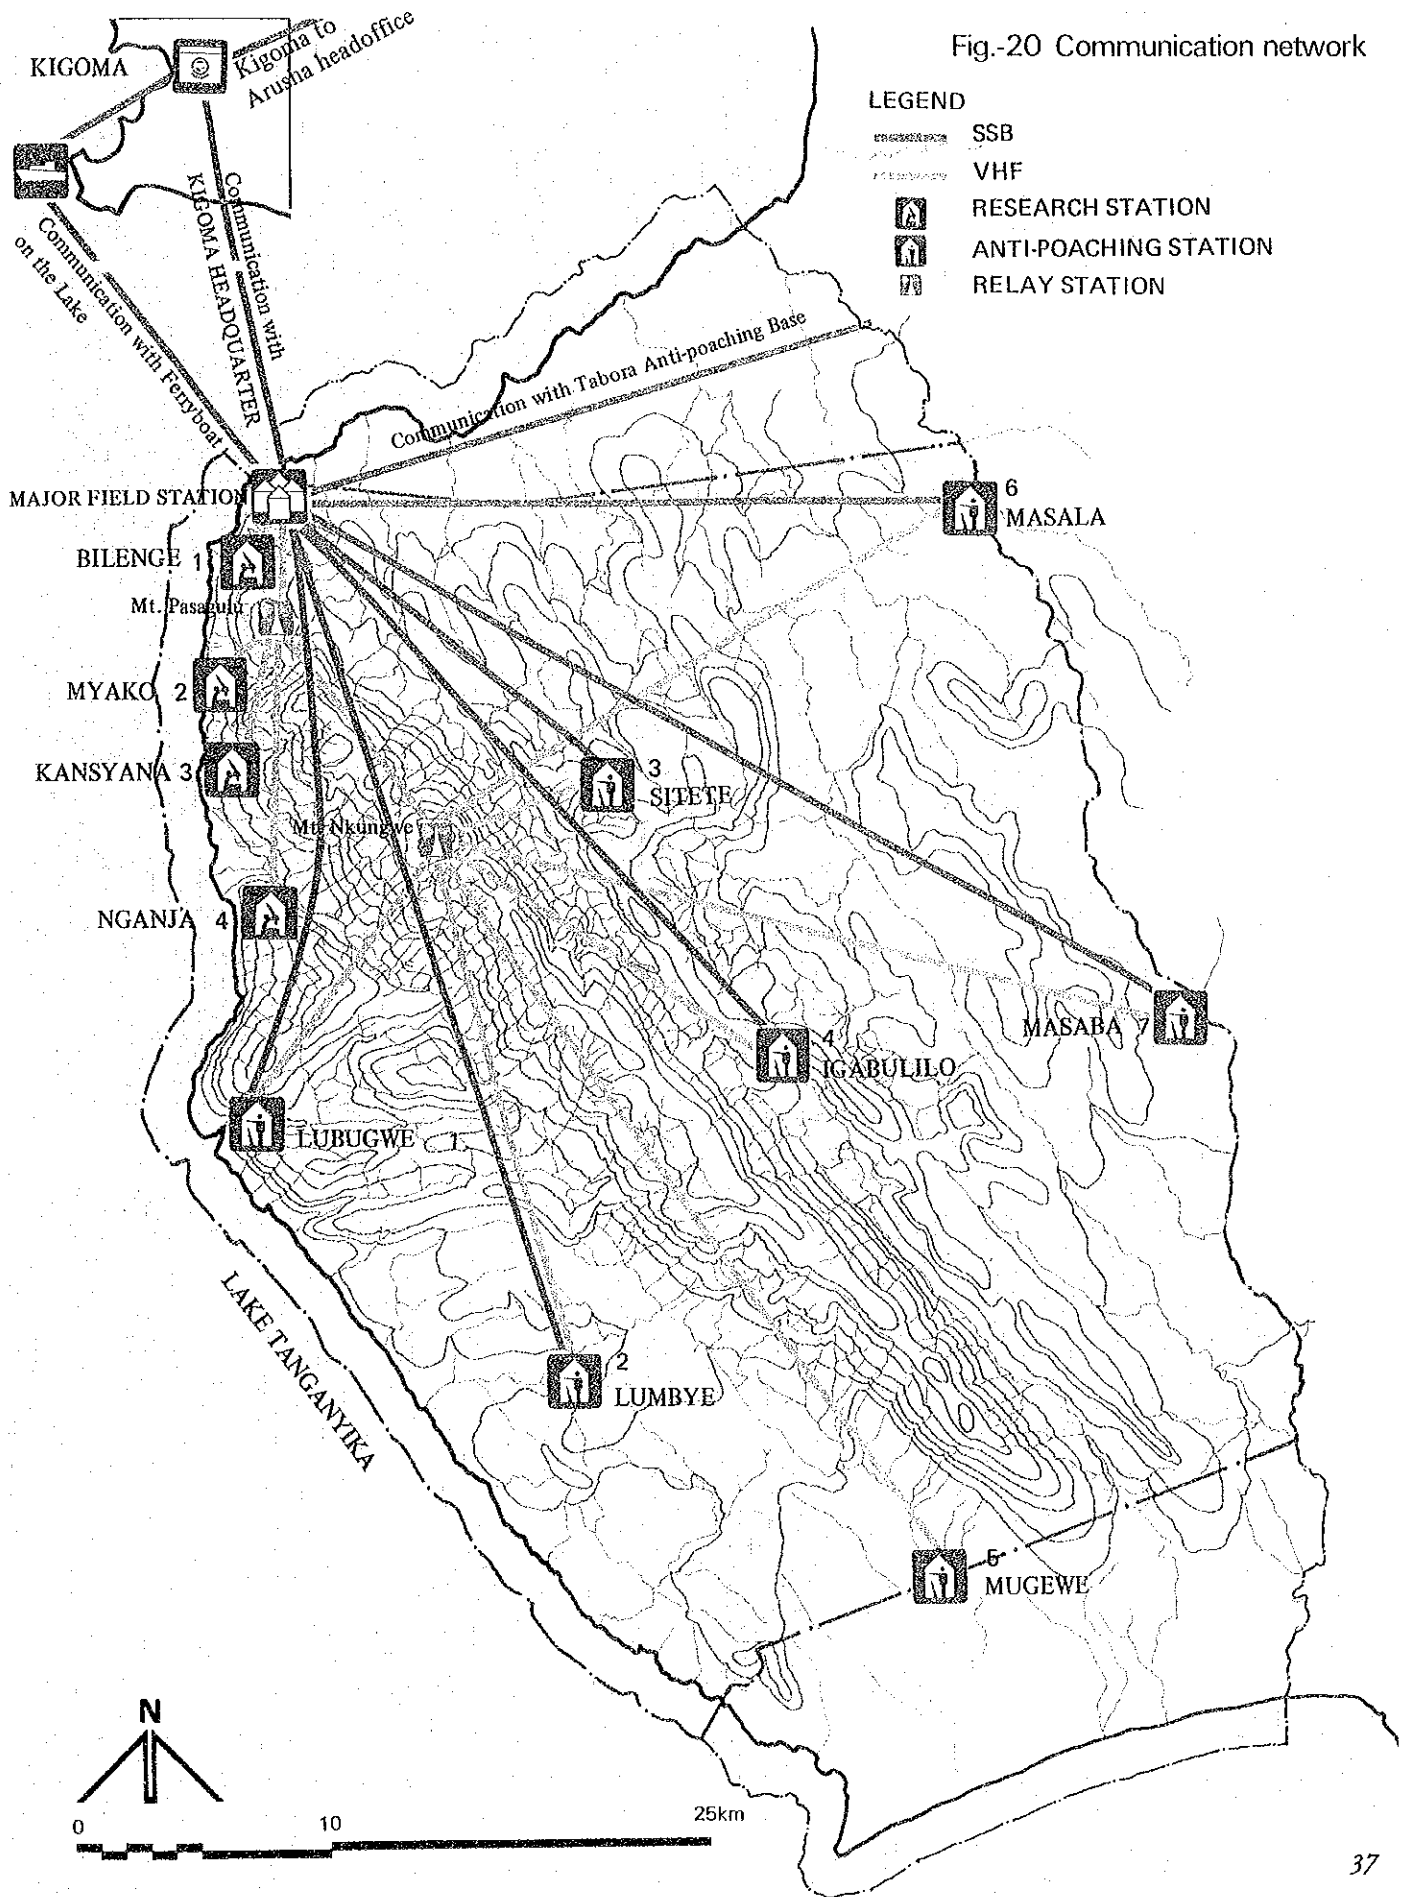 Fig.-20 Communication network
LEGEND
SSB
VHF
RESEARCH STATION
ANTI-POACHING STATION
RELAY STATION
KIGOMA
Kigoma to
Arusha headoffice
Communication with
KIGOMA HEADQUARTER
Communication with Ferryboat
on the Lake
Communication with Tabora Anti-poaching Base
MAJOR FIELD STATION
6
MASALA
BILENGE 1
Mt. Pasagulu
MYAKO 2
KANSYANA 3
3
SITETE
Mt. Nkungwe
NGANJA 4
MASABA 7
4
IGABULILO
LUBUGWE 1
LAKE TANGANYIKA
2
LUMBYE
5
MUGEWE
N
0 10 25km
37